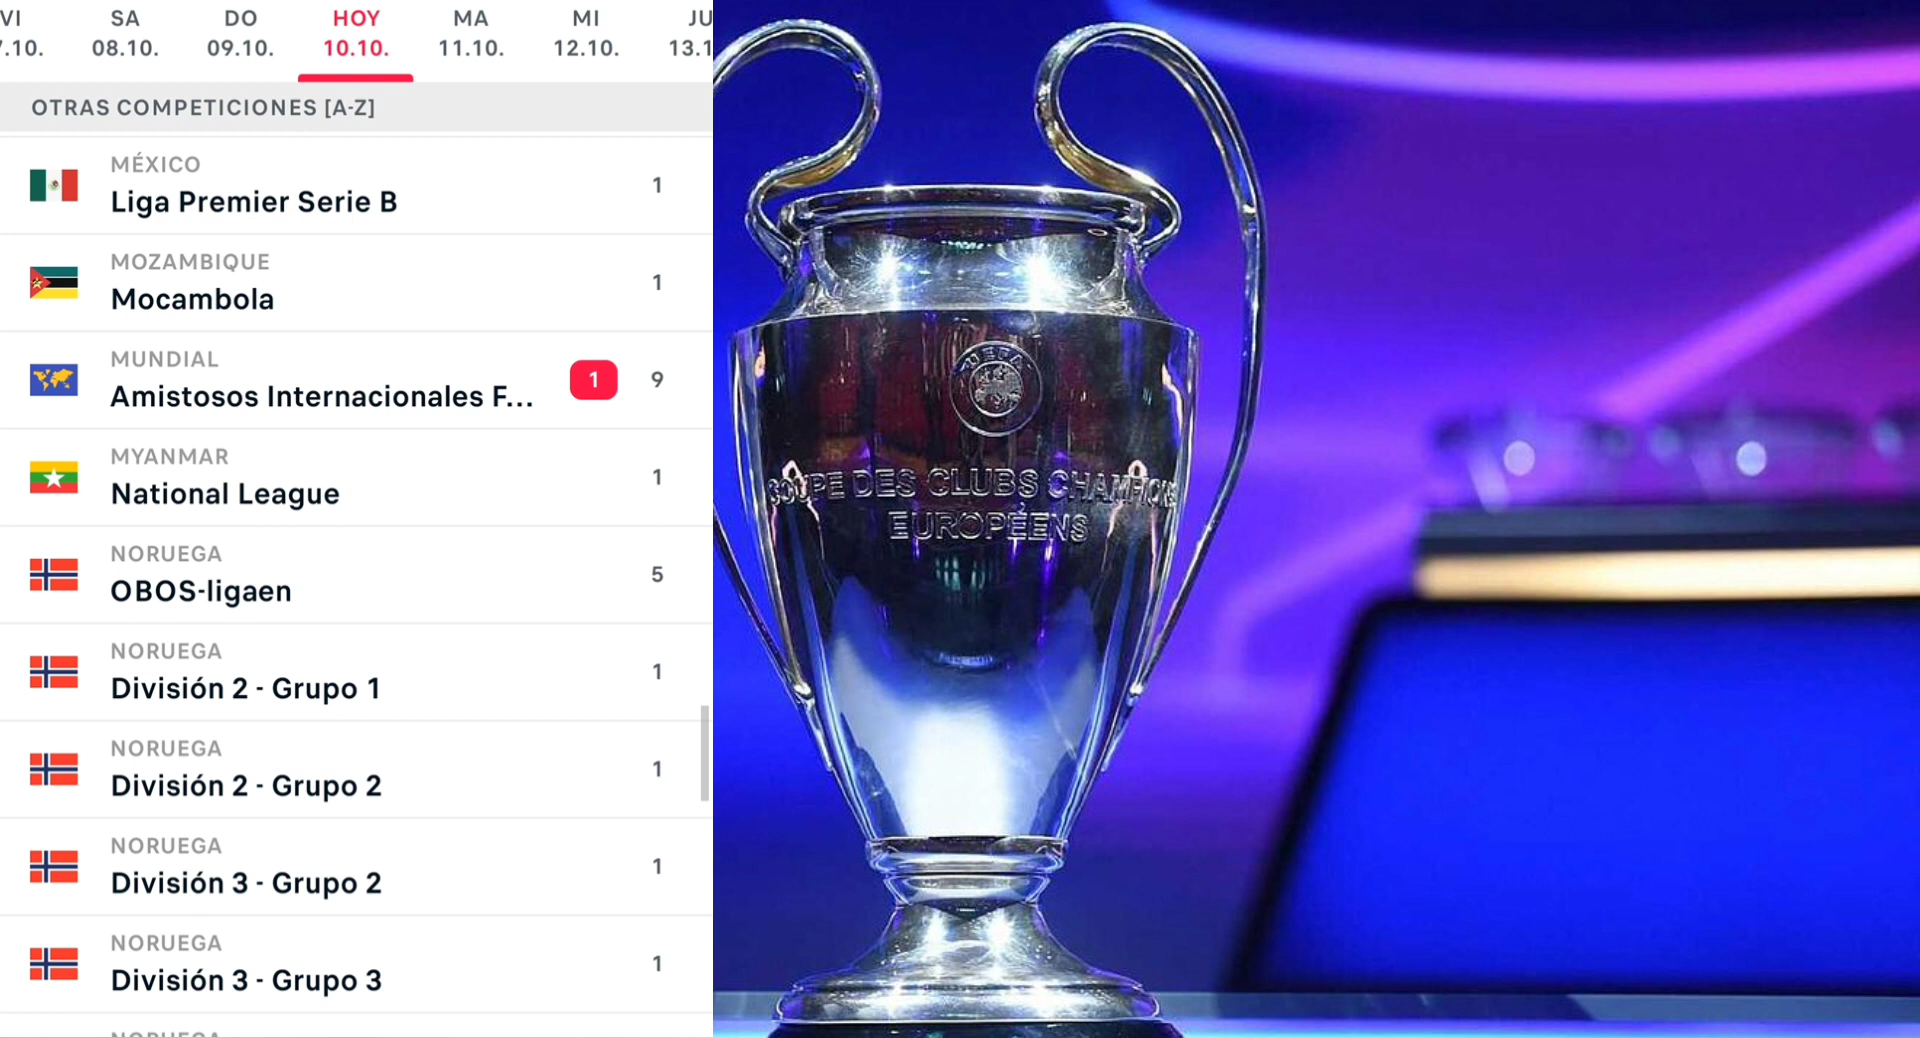 VI SA DO HOY MA MI JU
7.10. 08.10. 09.10. 10.10. 11.10. 12.10. 13.1
OTRAS COMPETICIONES [A-Z]
MÉXICO
Liga Premier Serie B 1
MOZAMBIQUE
Mocambola 1
MUNDIAL
Amistosos Internacionales F... 1 9
MYANMAR
National League 1
NORUEGA
OBOS-ligaen 5
NORUEGA
División 2 - Grupo 1 1
NORUEGA
División 2 - Grupo 2 1
NORUEGA
División 3 - Grupo 2 1
NORUEGA
División 3 - Grupo 3 1
NORUEGA
UEFA
COUPE DES CLUBS CHAMPIONS
EUROPÉENS